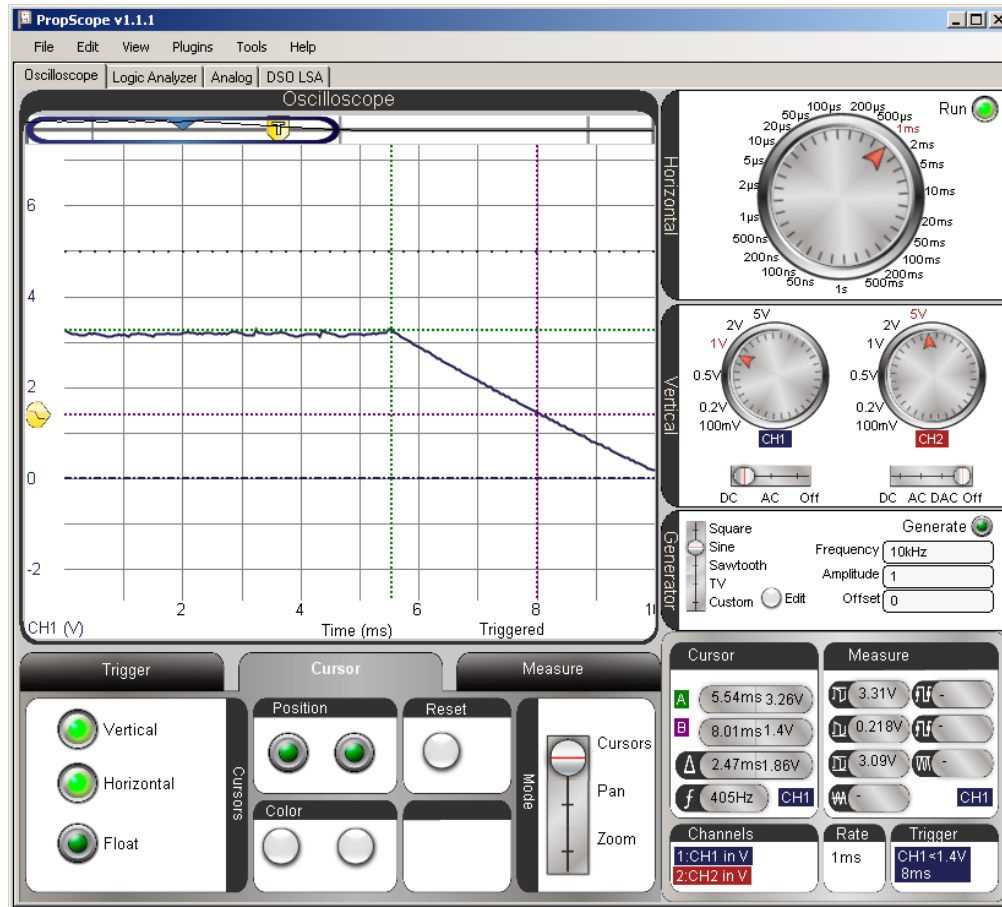 PropScope v1.1.1
File Edit View Plugins Tools Help
Oscilloscope Logic Analyzer Analog DSO LSA
Oscilloscope
T
6
4
2
0
-2
2 4 6 8 1
CH1 (V) Time (ms) Triggered
Horizontal
Run
50ns
100ns
200ns
500ns
1µs
2µs
5µs
10µs
20µs
50µs
100µs
200µs
500µs
1ms
2ms
5ms
10ms
20ms
50ms
100ms
200ms
500ms
1s
Vertical
5V
2V
1V
0.5V
0.2V
100mV
CH1
DC AC Off
5V
2V
1V
0.5V
0.2V
100mV
CH2
DC AC DAC Off
Generator
Square
Sine
Sawtooth
TV
Custom
Edit
Generate
Frequency 10kHz
Amplitude 1
Offset 0
Trigger Cursor Measure
Vertical
Horizontal
Float
Cursors
Position
Reset
Color
Mode
Cursors
Pan
Zoom
Cursor
A 5.54ms 3.26V
B 8.01ms 1.4V
Δ 2.47ms 1.86V
f 405Hz CH1
Measure
3.31V -
0.218V -
3.09V -
- CH1
Channels
1:CH1 in V
2:CH2 in V
Rate
1ms
Trigger
CH1<1.4V
8ms